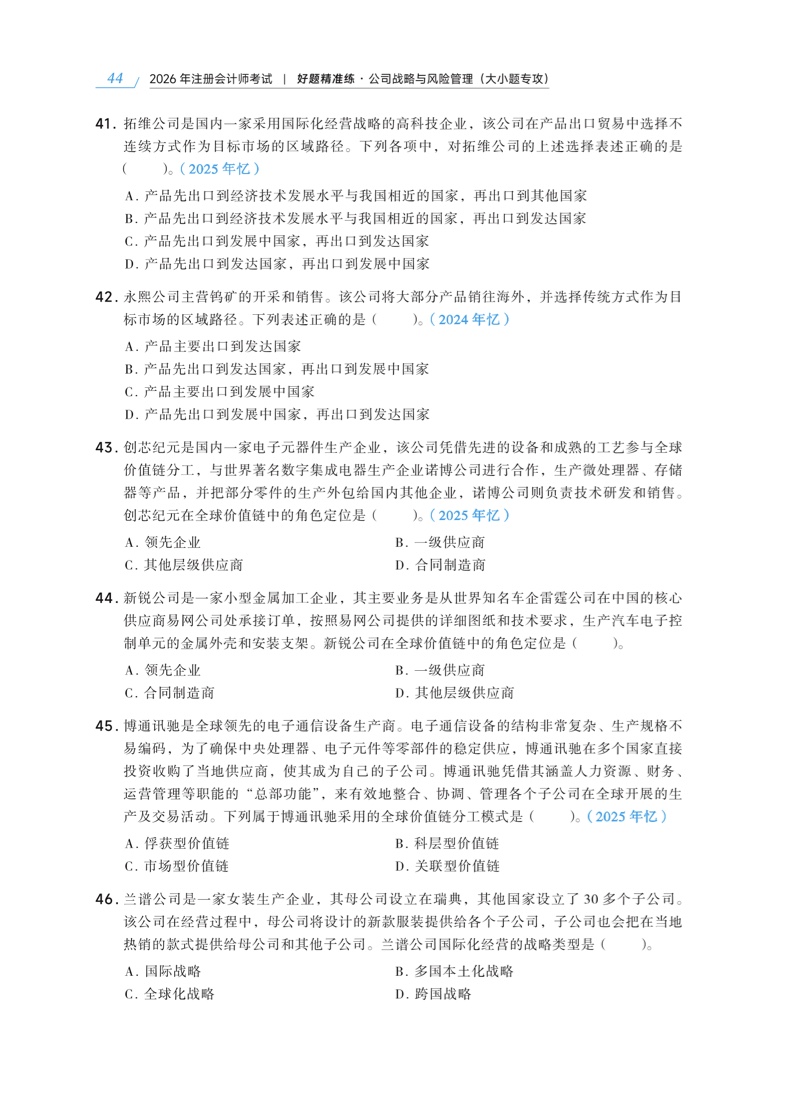 44 2026 年注册会计师考试 | 好题精准练·公司战略与风险管理（大小题专攻）
41. 拓维公司是国内一家采用国际化经营战略的高科技企业，该公司在产品出口贸易中选择不
连续方式作为目标市场的区域路径。下列各项中，对拓维公司的上述选择表述正确的是
（　　）。（2025 年忆）
A. 产品先出口到经济技术发展水平与我国相近的国家，再出口到其他国家
B. 产品先出口到经济技术发展水平与我国相近的国家，再出口到发达国家
C. 产品先出口到发展中国家，再出口到发达国家
D. 产品先出口到发达国家，再出口到发展中国家
42. 永熙公司主营钨矿的开采和销售。该公司将大部分产品销往海外，并选择传统方式作为目
标市场的区域路径。下列表述正确的是（　　）。（2024 年忆）
A. 产品主要出口到发达国家
B. 产品先出口到发达国家，再出口到发展中国家
C. 产品主要出口到发展中国家
D. 产品先出口到发展中国家，再出口到发达国家
43. 创芯纪元是国内一家电子元器件生产企业，该公司凭借先进的设备和成熟的工艺参与全球
价值链分工，与世界著名数字集成电器生产企业诺博公司进行合作，生产微处理器、存储
器等产品，并把部分零件的生产外包给国内其他企业，诺博公司则负责技术研发和销售。
创芯纪元在全球价值链中的角色定位是（　　）。（2025 年忆）
A. 领先企业　　B. 一级供应商
C. 其他层级供应商　　D. 合同制造商
44. 新锐公司是一家小型金属加工企业，其主要业务是从世界知名车企雷霆公司在中国的核心
供应商易网公司处承接订单，按照易网公司提供的详细图纸和技术要求，生产汽车电子控
制单元的金属外壳和安装支架。新锐公司在全球价值链中的角色定位是（　　）。
A. 领先企业　　B. 一级供应商
C. 合同制造商　　D. 其他层级供应商
45. 博通讯驰是全球领先的电子通信设备生产商。电子通信设备的结构非常复杂、生产规格不
易编码，为了确保中央处理器、电子元件等零部件的稳定供应，博通讯驰在多个国家直接
投资收购了当地供应商，使其成为自己的子公司。博通讯驰凭借其涵盖人力资源、财务、
运营管理等职能的“总部功能”，来有效地整合、协调、管理各个子公司在全球开展的生
产及交易活动。下列属于博通讯驰采用的全球价值链分工模式是（　　）。（2025 年忆）
A. 俘获型价值链　　B. 科层型价值链
C. 市场型价值链　　D. 关联型价值链
46. 兰谱公司是一家女装生产企业，其母公司设立在瑞典，其他国家设立了 30 多个子公司。
该公司在经营过程中，母公司将设计的新款服装提供给各个子公司，子公司也会把在当地
热销的款式提供给母公司和其他子公司。兰谱公司国际化经营的战略类型是（　　）。
A. 国际战略　　B. 多国本土化战略
C. 全球化战略　　D. 跨国战略